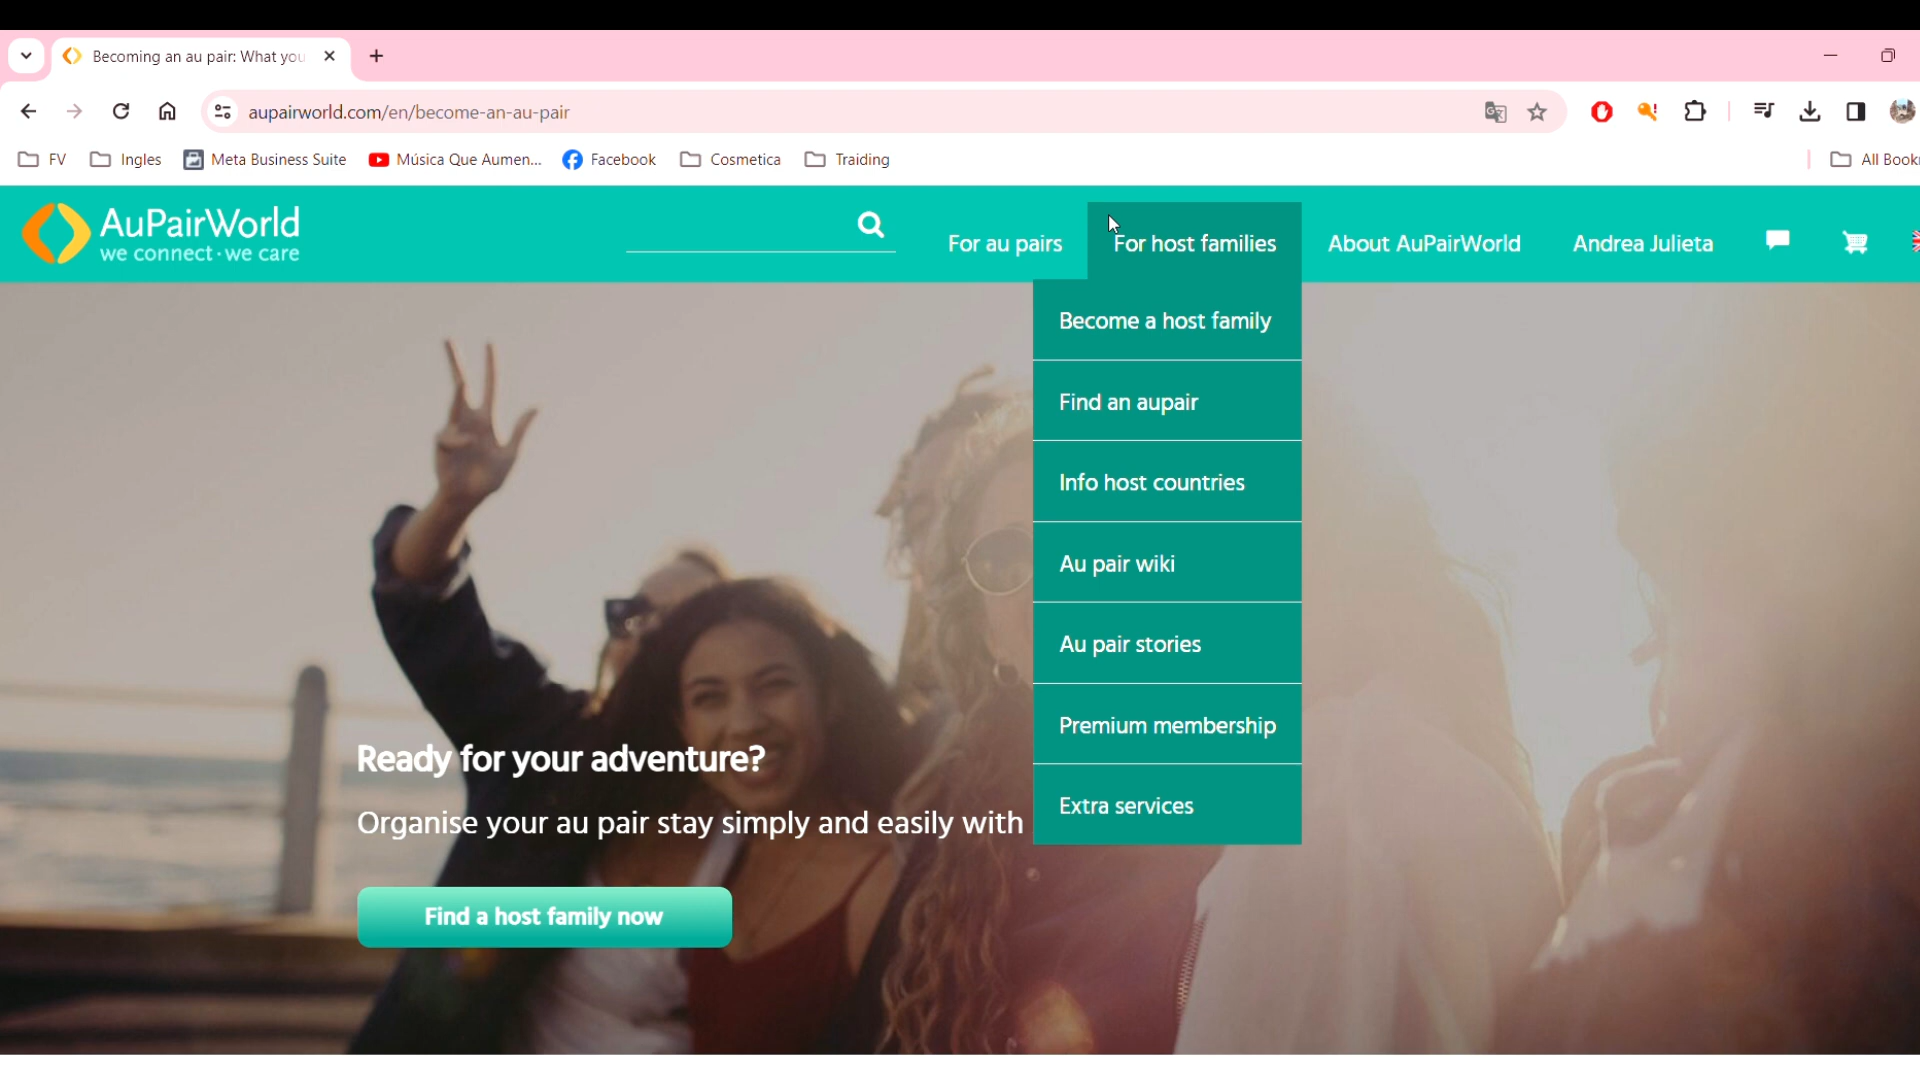 Becoming an au pair: What you
aupairworld.com/en/become-an-au-pair
FV
Ingles
Meta Business Suite
Música Que Aumen...
Facebook
Cosmetica
Traiding
All Book
AuPairWorld
we connect · we care
For au pairs
For host families
About AuPairWorld
Andrea Julieta
Become a host family
Find an aupair
Info host countries
Au pair wiki
Au pair stories
Premium membership
Extra services
Ready for your adventure?
Organise your au pair stay simply and easily with
Find a host family now